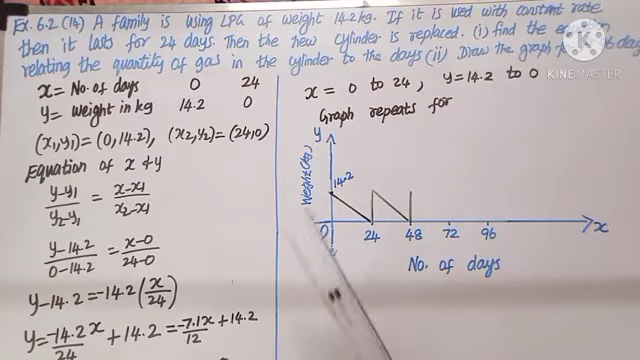 Ex. 6.2 (14) A family is using LPG of weight 14.2 kg. If it is used with constant rate
then it lasts for 24 days. Then the new cylinder is replaced. (i) find the
relating the quantity of gas in the cylinder to the days (ii) Draw the graph
KINEMASTER
x = No. of days 0 24
y = Weight in kg 14.2 0
(x1,y1) = (0,14.2), (x2,y2) = (24,0)
Equation of x & y
y-y1/y2-y1 = x-x1/x2-x1
y-14.2/0-14.2 = x-0/24-0
y-14.2 = -14.2 (x/24)
y = -14.2x/24 + 14.2 = -7.1x/12 + 14.2
x = 0 to 24, y = 14.2 to 0
Graph repeats for
y
Weight (kg)
14.2
0 24 48 72 96 x
No. of days